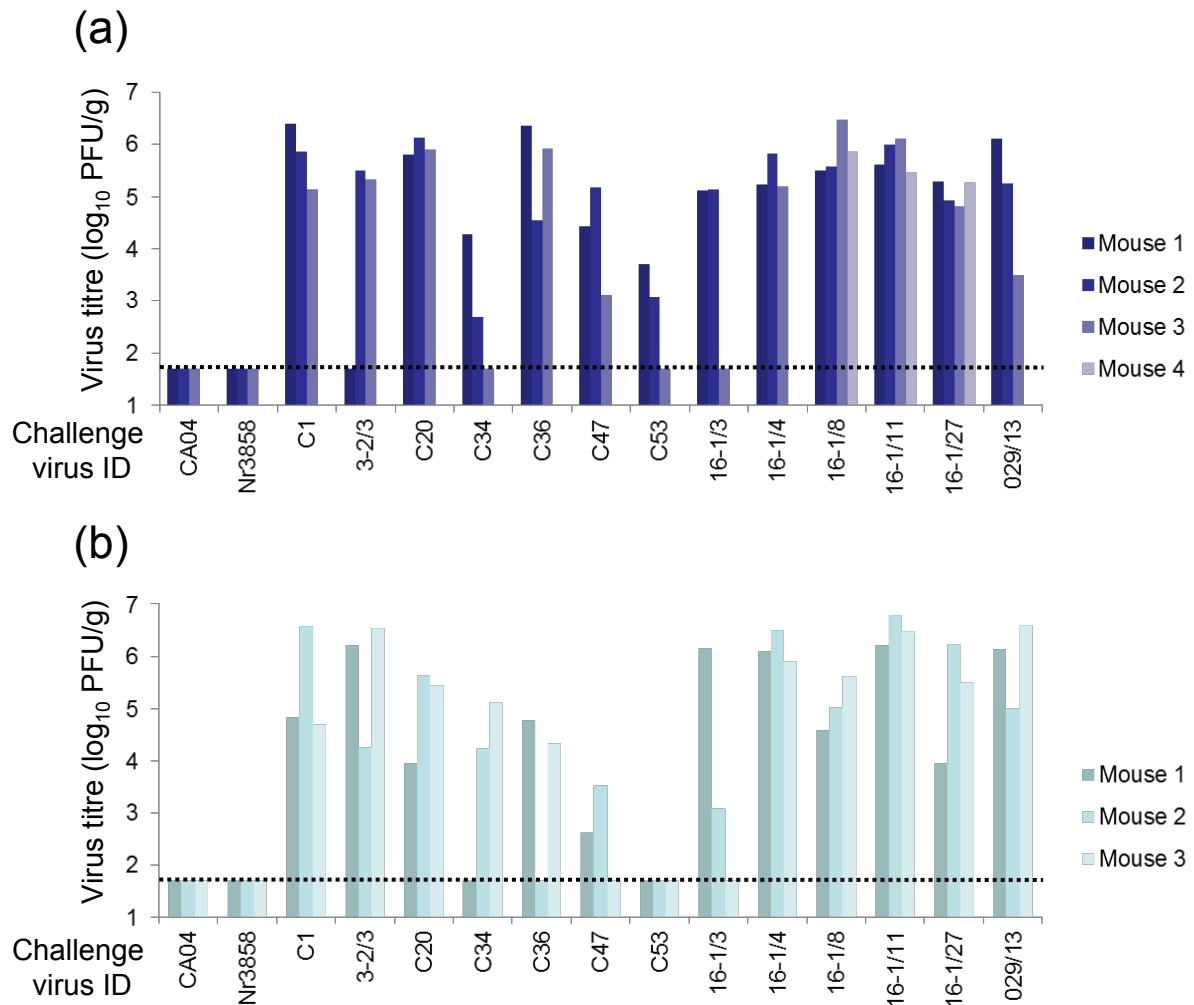 (a)
Virus titre (log10 PFU/g)
7
6
5
4
3
2
1
Challenge
virus ID
CA04
Nr3858
C1
3-2/3
C20
C34
C36
C47
C53
16-1/3
16-1/4
16-1/8
16-1/11
16-1/27
029/13
Mouse 1
Mouse 2
Mouse 3
Mouse 4
(b)
Virus titre (log10 PFU/g)
7
6
5
4
3
2
1
Challenge
virus ID
CA04
Nr3858
C1
3-2/3
C20
C34
C36
C47
C53
16-1/3
16-1/4
16-1/8
16-1/11
16-1/27
029/13
Mouse 1
Mouse 2
Mouse 3